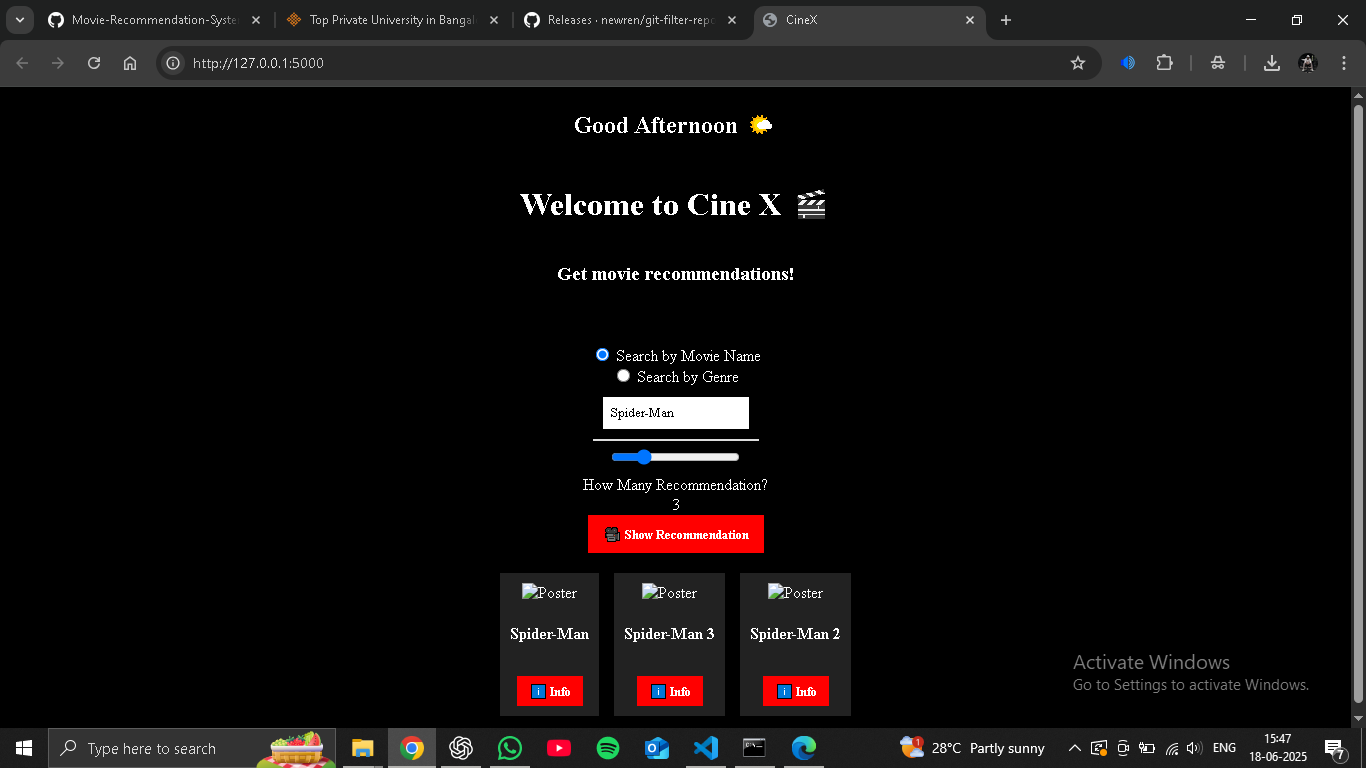 Movie-Recommendation-Syste
Top Private University in Bangal
Releases · newren/git-filter-repo
CineX
http://127.0.0.1:5000
Good Afternoon 🌤️
Welcome to Cine X 🎬
Get movie recommendations!
Search by Movie Name
Search by Genre
Spider-Man
How Many Recommendation?
3
🎥 Show Recommendation
Poster Poster Poster
Spider-Man Spider-Man 3 Spider-Man 2
ℹ️ Info ℹ️ Info ℹ️ Info
Activate Windows
Go to Settings to activate Windows.
Type here to search
1
28°C Partly sunny
ENG
15:47
18-06-2025
7